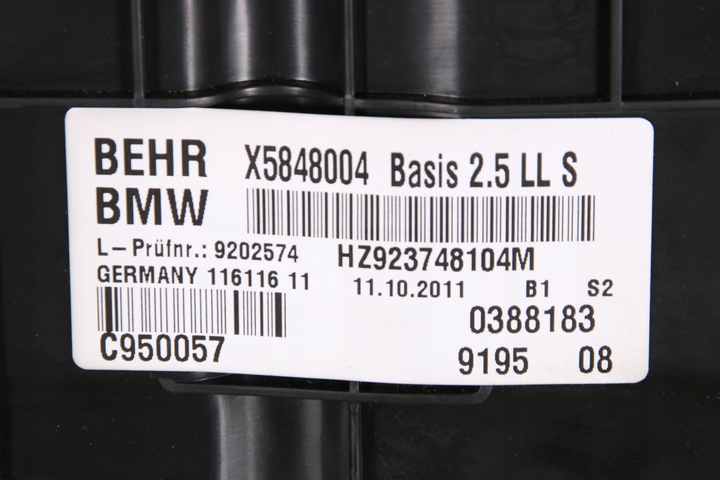 BEHR X5848004 Basis 2.5 LL S
BMW
L-Prüfnr.: 9202574 HZ923748104M
GERMANY 116116 11 11.10.2011 B1 S2
0388183
C950057 9195 08